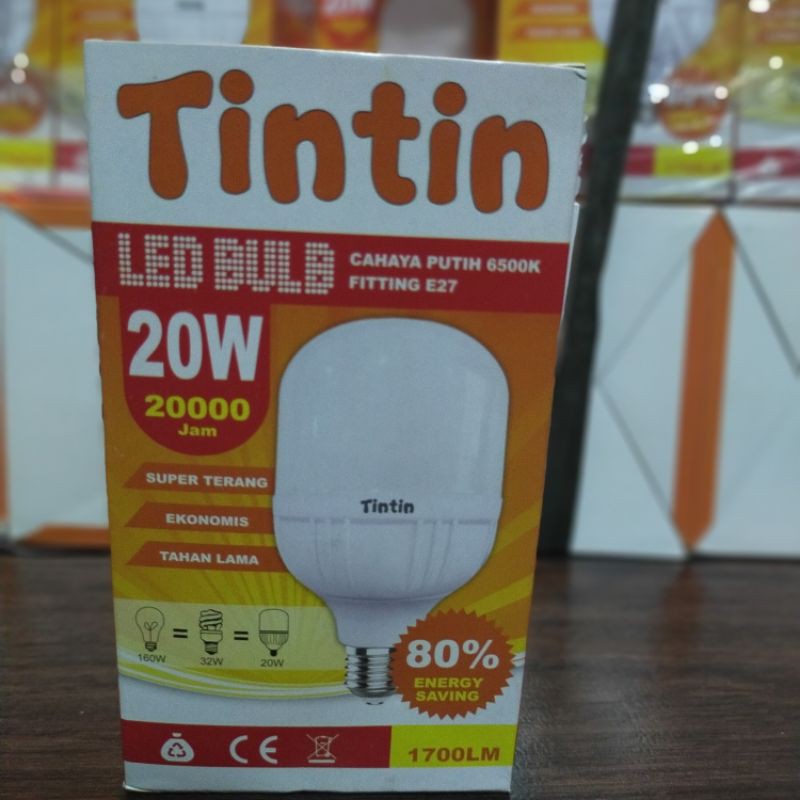 Tintin
LED BULB
CAHAYA PUTIH 6500K
FITTING E27
20W
20000
Jam
SUPER TERANG
EKONOMIS
TAHAN LAMA
Tintin
160W = 32W = 20W
80%
ENERGY
SAVING
CE
1700LM